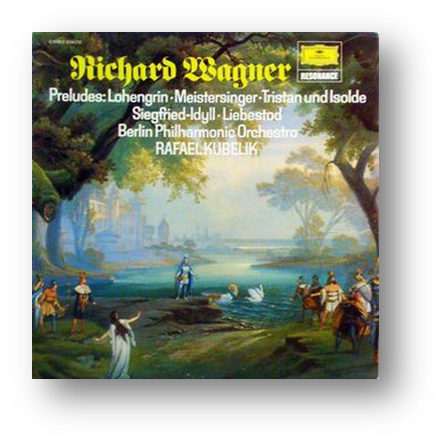 Richard Wagner
RESONANCE
Preludes: Lohengrin · Meistersinger · Tristan und Isolde
Siegfried-Idyll · Liebestod
Berlin Philharmonic Orchestra
RAFAEL KUBELIK